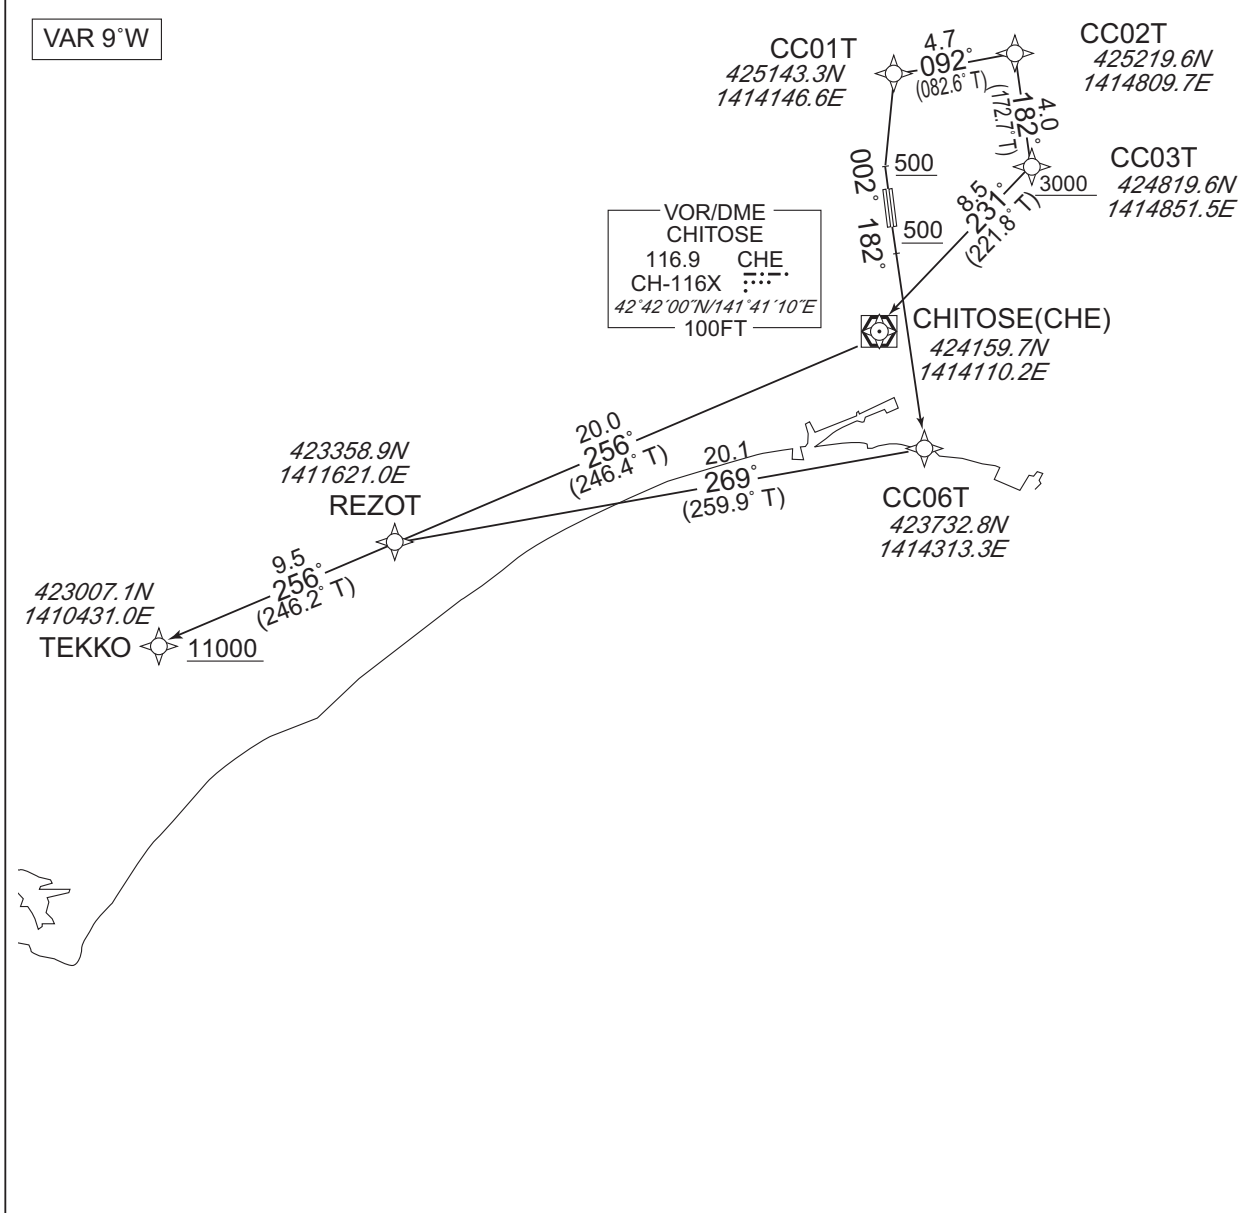 VAR 9°W
CC01T
425143.3N
1414146.6E
4.7
092°
(082.6°T)
CC02T
425219.6N
1414809.7E
4.0
182°
(172.7°T)
CC03T
424819.6N
1414851.5E
3000
8.5
231°
(221.8°T)
002°
500
182°
500
VOR/DME
CHITOSE
116.9 CHE
CH-116X
42°42′00″N/141°41′10″E
100FT
CHITOSE(CHE)
424159.7N
1414110.2E
20.0
256°
(246.4°T)
20.1
269°
(259.9°T)
CC06T
423732.8N
1414313.3E
423358.9N
1411621.0E
REZOT
9.5
256°
(246.2°T)
423007.1N
1410431.0E
TEKKO
11000